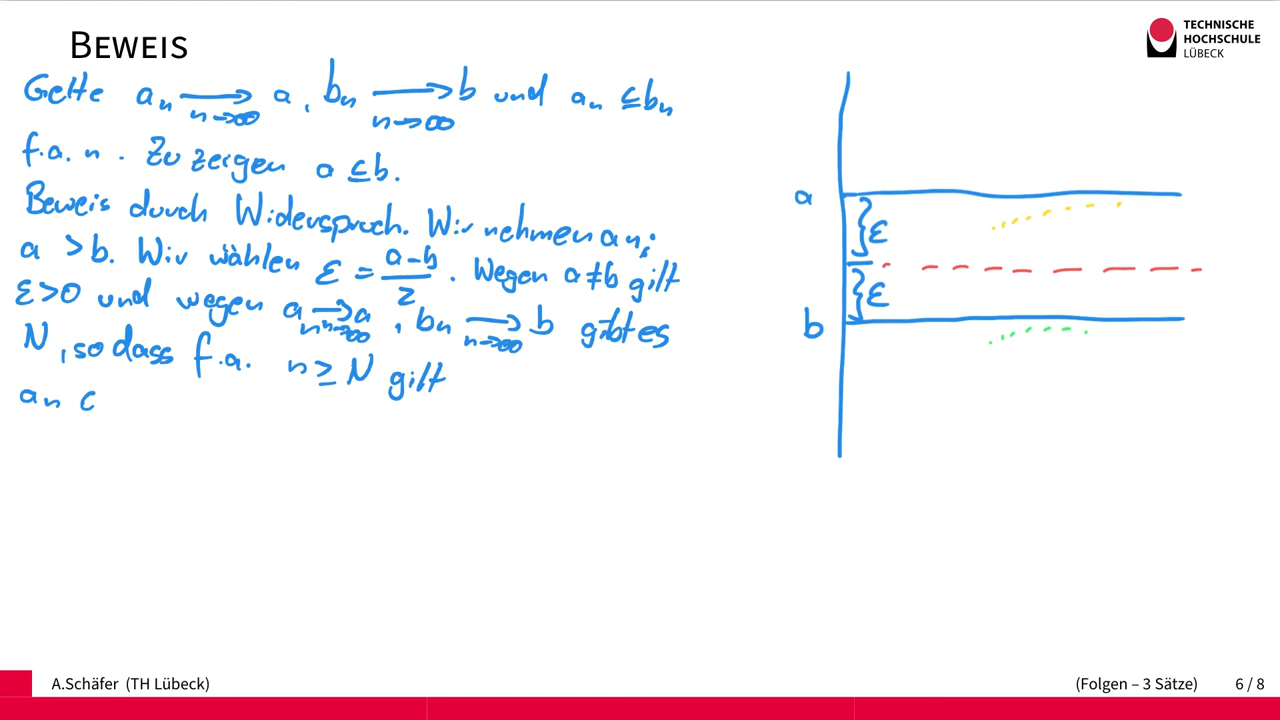 BEWEIS
TECHNISCHE
HOCHSCHULE
LÜBECK
Gelte aₙ ⟶ a, bₙ ⟶ b und aₙ ≤ bₙ
n→∞ n→∞
f.a. n. Zu zeigen a ≤ b.
Beweis durch Widerspruch. Wir nehmen an:
a > b. Wir wählen ε = (a-b)/2. Wegen a ≠ b gilt
ε > 0 und wegen aₙ ⟶ a, bₙ ⟶ b gibt es
n→∞ n→∞
N, so dass f.a. n ≥ N gilt
aₙ c
a
ε
ε
b
A.Schäfer (TH Lübeck)
(Folgen – 3 Sätze) 6 / 8